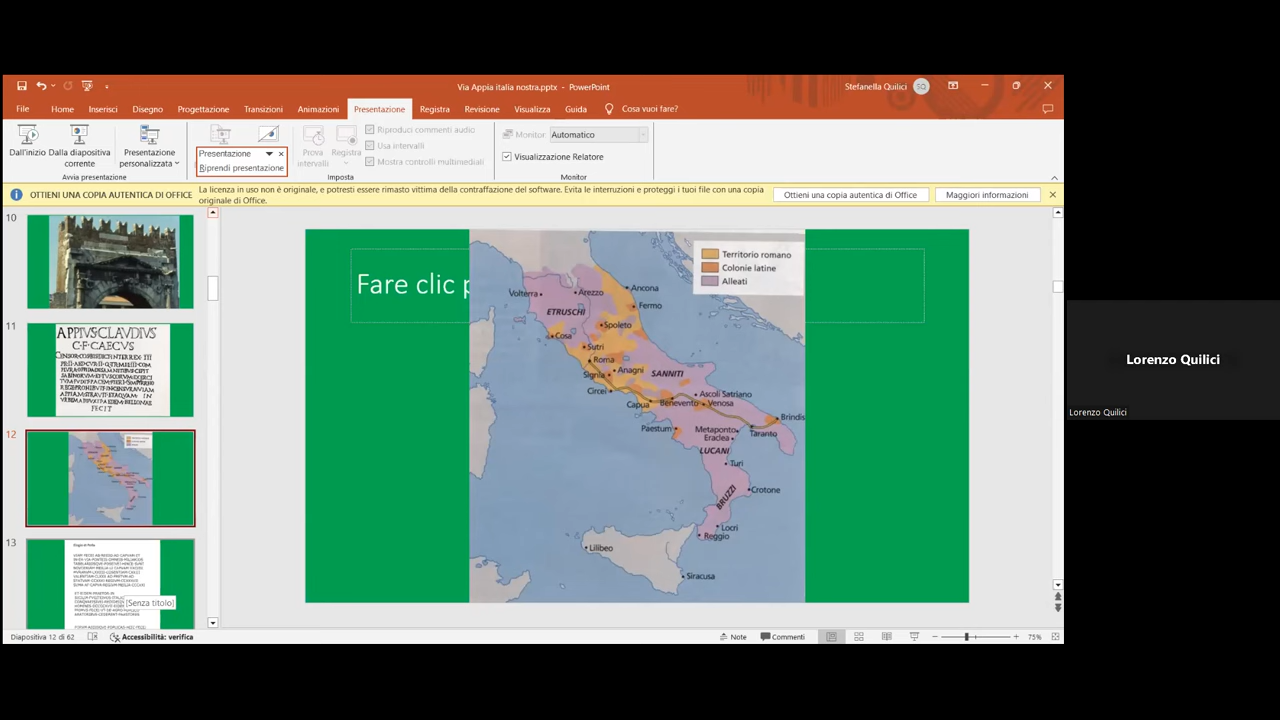 Via Appia italia nostra.pptx - PowerPoint
Stefanella Quilici
SQ
File Home Inserisci Disegno Progettazione Transizioni Animazioni Presentazione Registra Revisione Visualizza Guida Cosa vuoi fare?
Dall'inizio
Dalla diapositiva corrente
Presentazione personalizzata
Avvia presentazione
Presentazione
Riprendi presentazione
Prova intervalli
Registra
Riproduci commenti audio
Usa intervalli
Mostra controlli multimediali
Imposta
Monitor: Automatico
Visualizzazione Relatore
Monitor
OTTIENI UNA COPIA AUTENTICA DI OFFICE
La licenza in uso non è originale, e potresti essere rimasto vittima della contraffazione del software. Evita le interruzioni e proteggi i tuoi file con una copia
originale di Office.
Ottieni una copia autentica di Office
Maggiori informazioni
10
11
APPIVS CLAVDIVS
C·F·CAECVS
12
13
[Senza titolo]
Fare clic p
Territorio romano
Colonie latine
Alleati
Volterra
Arezzo
Ancona
Fermo
ETRUSCHI
Spoleto
Cosa
Sutri
Roma
Anagni
Signia
SANNITI
Circei
Ascoli Satriano
Capua
Benevento
Venosa
Brindis
Paestum
Metaponto
Eraclea
Taranto
LUCANI
Turi
Crotone
BRUZZI
Locri
Reggio
Lilibeo
Siracusa
Diapositiva 12 di 62
Accessibilità: verifica
Note
Commenti
75%
Lorenzo Quilici
Lorenzo Quilici